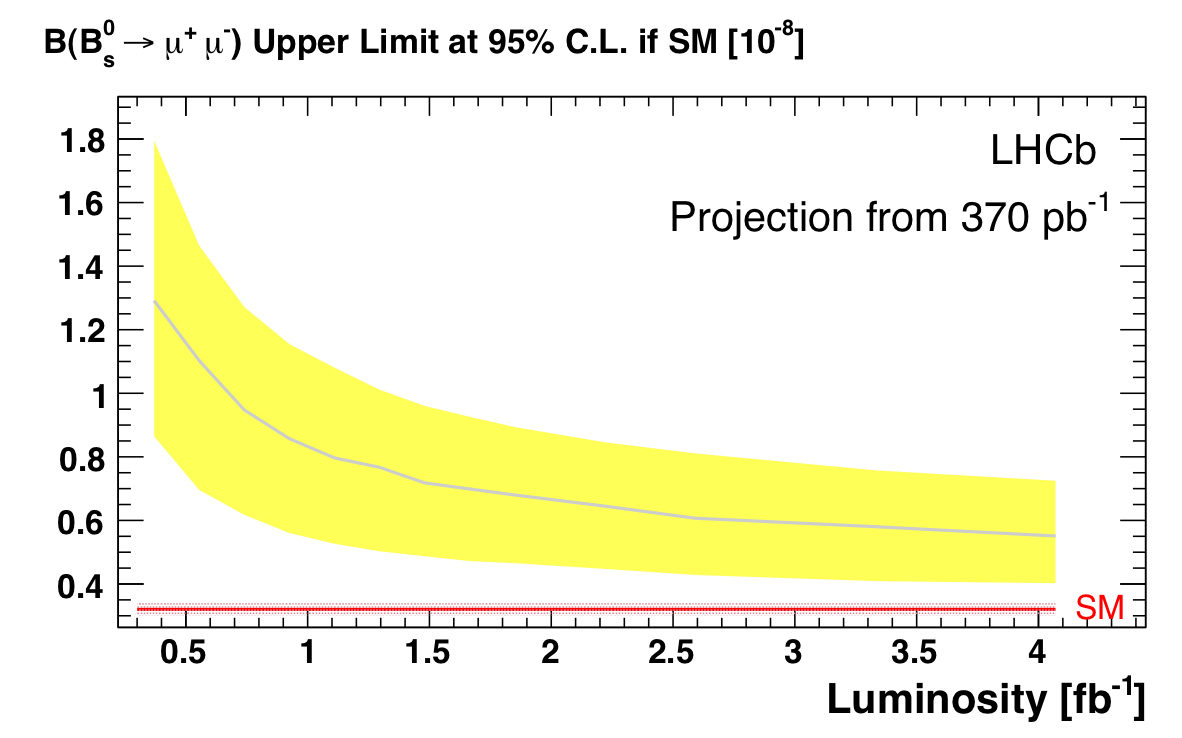 B(B⁰ₛ → μ⁺ μ⁻) Upper Limit at 95% C.L. if SM [10⁻⁸]
LHCb
Projection from 370 pb⁻¹
1.8
1.6
1.4
1.2
1
0.8
0.6
0.4
SM
0.5 1 1.5 2 2.5 3 3.5 4
Luminosity [fb⁻¹]